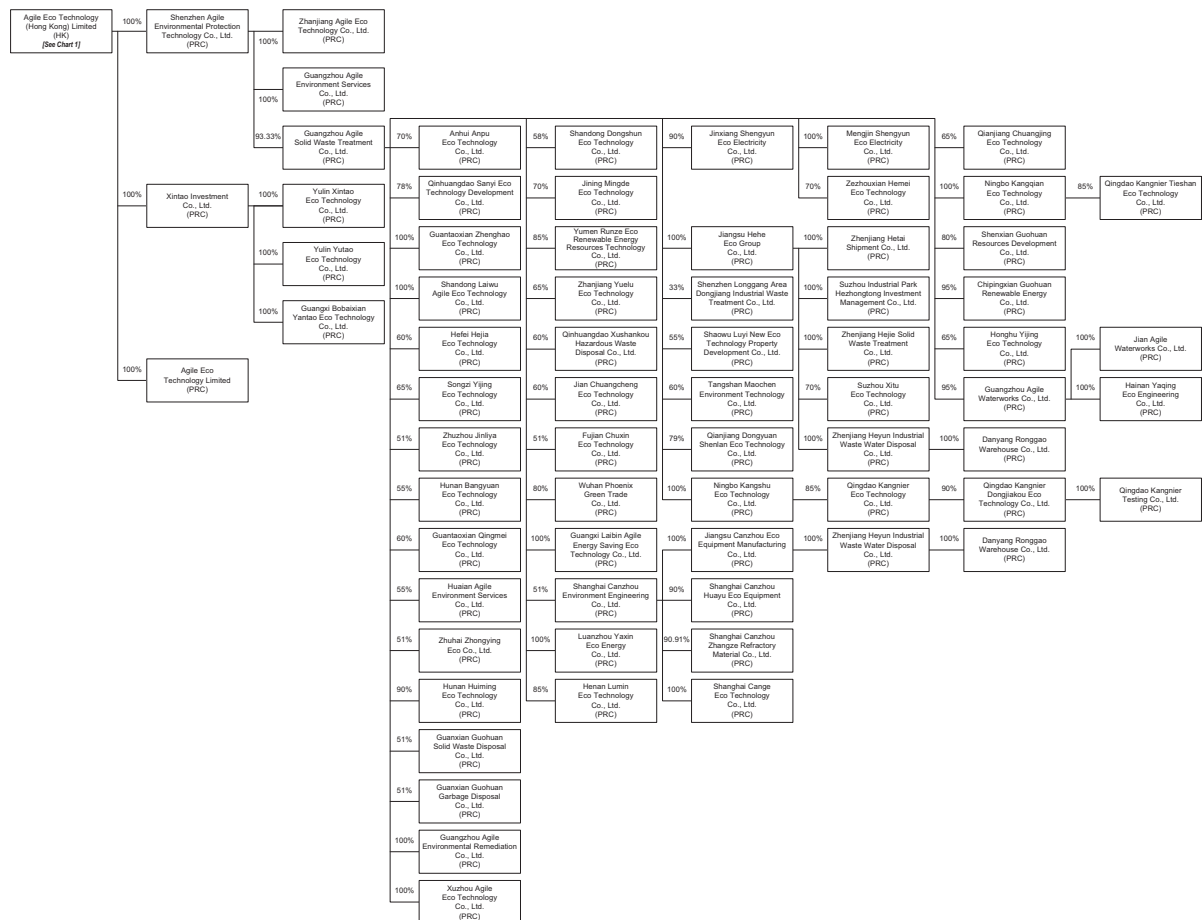 Agile Eco Technology
(Hong Kong) Limited
(HK)
[See Chart 1]
100%
Shenzhen Agile
Environmental Protection
Technology Co., Ltd.
(PRC)
100%
Zhanjiang Agile Eco
Technology Co., Ltd.
(PRC)
100%
Guangzhou Agile
Environment Services
Co., Ltd.
(PRC)
93.33%
Guangzhou Agile
Solid Waste Treatment
Co., Ltd.
(PRC)
100%
Xintao Investment
Co., Ltd.
(PRC)
100%
Yulin Xintao
Eco Technology
Co., Ltd.
(PRC)
100%
Yulin Yutao
Eco Technology
Co., Ltd.
(PRC)
100%
Guangxi Bobaixian
Yantao Eco Technology
Co., Ltd.
(PRC)
100%
Agile Eco
Technology Limited
(PRC)
70%
Anhui Anpu
Eco Technology
Co., Ltd.
(PRC)
78%
Qinhuangdao Sanyi Eco
Technology Development
Co., Ltd.
(PRC)
100%
Guantaoxian Zhenghao
Eco Technology
Co., Ltd.
(PRC)
100%
Shandong Laiwu
Agile Eco Technology
Co., Ltd.
(PRC)
60%
Hefei Hejia
Eco Technology
Co., Ltd.
(PRC)
65%
Songzi Yijing
Eco Technology
Co., Ltd.
(PRC)
51%
Zhuzhou Jinliya
Eco Technology
Co., Ltd.
(PRC)
55%
Hunan Bangyuan
Eco Technology
Co., Ltd.
(PRC)
60%
Guantaoxian Qingmei
Eco Technology
Co., Ltd.
(PRC)
55%
Huaian Agile
Environment Services
Co., Ltd.
(PRC)
51%
Zhuhai Zhongying
Eco Co., Ltd.
(PRC)
90%
Hunan Huiming
Eco Technology
Co., Ltd.
(PRC)
51%
Guanxian Guohuan
Solid Waste Disposal
Co., Ltd.
(PRC)
51%
Guanxian Guohuan
Garbage Disposal
Co., Ltd.
(PRC)
100%
Guangzhou Agile
Environmental Remediation
Co., Ltd.
(PRC)
100%
Xuzhou Agile
Eco Technology
Co., Ltd.
(PRC)
58%
Shandong Dongshun
Eco Technology
Co., Ltd.
(PRC)
70%
Jining Mingde
Eco Technology
Co., Ltd.
(PRC)
85%
Yumen Runze Eco
Renewable Energy
Resources Technology
Co., Ltd.
(PRC)
65%
Zhanjiang Yuelu
Eco Technology
Co., Ltd.
(PRC)
60%
Qinhuangdao Xushankou
Hazardous Waste
Disposal Co., Ltd.
(PRC)
60%
Jian Chuangcheng
Eco Technology
Co., Ltd.
(PRC)
51%
Fujian Chuxin
Eco Technology
Co., Ltd.
(PRC)
80%
Wuhan Phoenix
Green Trade
Co., Ltd.
(PRC)
100%
Guangxi Laibin Agile
Energy Saving Eco
Technology Co., Ltd.
(PRC)
51%
Shanghai Canzhou
Environment Engineering
Co., Ltd.
(PRC)
100%
Luanzhou Yaxin
Eco Energy
Co., Ltd.
(PRC)
85%
Henan Lumin
Eco Technology
Co., Ltd.
(PRC)
90%
Jinxiang Shengyun
Eco Electricity
Co., Ltd.
(PRC)
100%
Jiangsu Hehe
Eco Group
Co., Ltd.
(PRC)
33%
Shenzhen Longgang Area
Dongjiang Industrial Waste
Treatment Co., Ltd.
(PRC)
55%
Shaowu Luyi New Eco
Technology Property
Development Co., Ltd.
(PRC)
60%
Tangshan Maochen
Environment Technology
Co., Ltd.
(PRC)
79%
Qianjiang Dongyuan
Shenlan Eco Technology
Co., Ltd.
(PRC)
100%
Ningbo Kangshu
Eco Technology
Co., Ltd.
(PRC)
100%
Jiangsu Canzhou Eco
Equipment Manufacturing
Co., Ltd.
(PRC)
90%
Shanghai Canzhou
Huayu Eco Equipment
Co., Ltd.
(PRC)
90.91%
Shanghai Canzhou
Zhangze Refractory
Material Co., Ltd.
(PRC)
100%
Shanghai Cange
Eco Technology
Co., Ltd.
(PRC)
100%
Mengjin Shengyun
Eco Electricity
Co., Ltd.
(PRC)
70%
Zezhouxian Hemei
Eco Technology
Co., Ltd.
(PRC)
100%
Zhenjiang Hetai
Shipment Co., Ltd.
(PRC)
100%
Suzhou Industrial Park
Hezhongtong Investment
Management Co., Ltd.
(PRC)
100%
Zhenjiang Hejie Solid
Waste Treatment
Co., Ltd.
(PRC)
70%
Suzhou Xitu
Eco Technology
Co., Ltd.
(PRC)
100%
Zhenjiang Heyun Industrial
Waste Water Disposal
Co., Ltd.
(PRC)
85%
Qingdao Kangnier
Eco Technology
Co., Ltd.
(PRC)
100%
Zhenjiang Heyun Industrial
Waste Water Disposal
Co., Ltd.
(PRC)
65%
Qianjiang Chuangjing
Eco Technology
Co., Ltd.
(PRC)
100%
Ningbo Kangqian
Eco Technology
Co., Ltd.
(PRC)
80%
Shenxian Guohuan
Resources Development
Co., Ltd.
(PRC)
95%
Chipingxian Guohuan
Renewable Energy
Co., Ltd.
(PRC)
65%
Honghu Yijing
Eco Technology
Co., Ltd.
(PRC)
95%
Guangzhou Agile
Waterworks Co., Ltd.
(PRC)
100%
Danyang Ronggao
Warehouse Co., Ltd.
(PRC)
90%
Qingdao Kangnier
Dongjiakou Eco
Technology Co., Ltd.
(PRC)
100%
Danyang Ronggao
Warehouse Co., Ltd.
(PRC)
85%
Qingdao Kangnier Tieshan
Eco Technology
Co., Ltd.
(PRC)
100%
Jian Agile
Waterworks Co., Ltd.
(PRC)
100%
Hainan Yaqing
Eco Engineering
Co., Ltd.
(PRC)
100%
Qingdao Kangnier
Testing Co., Ltd.
(PRC)